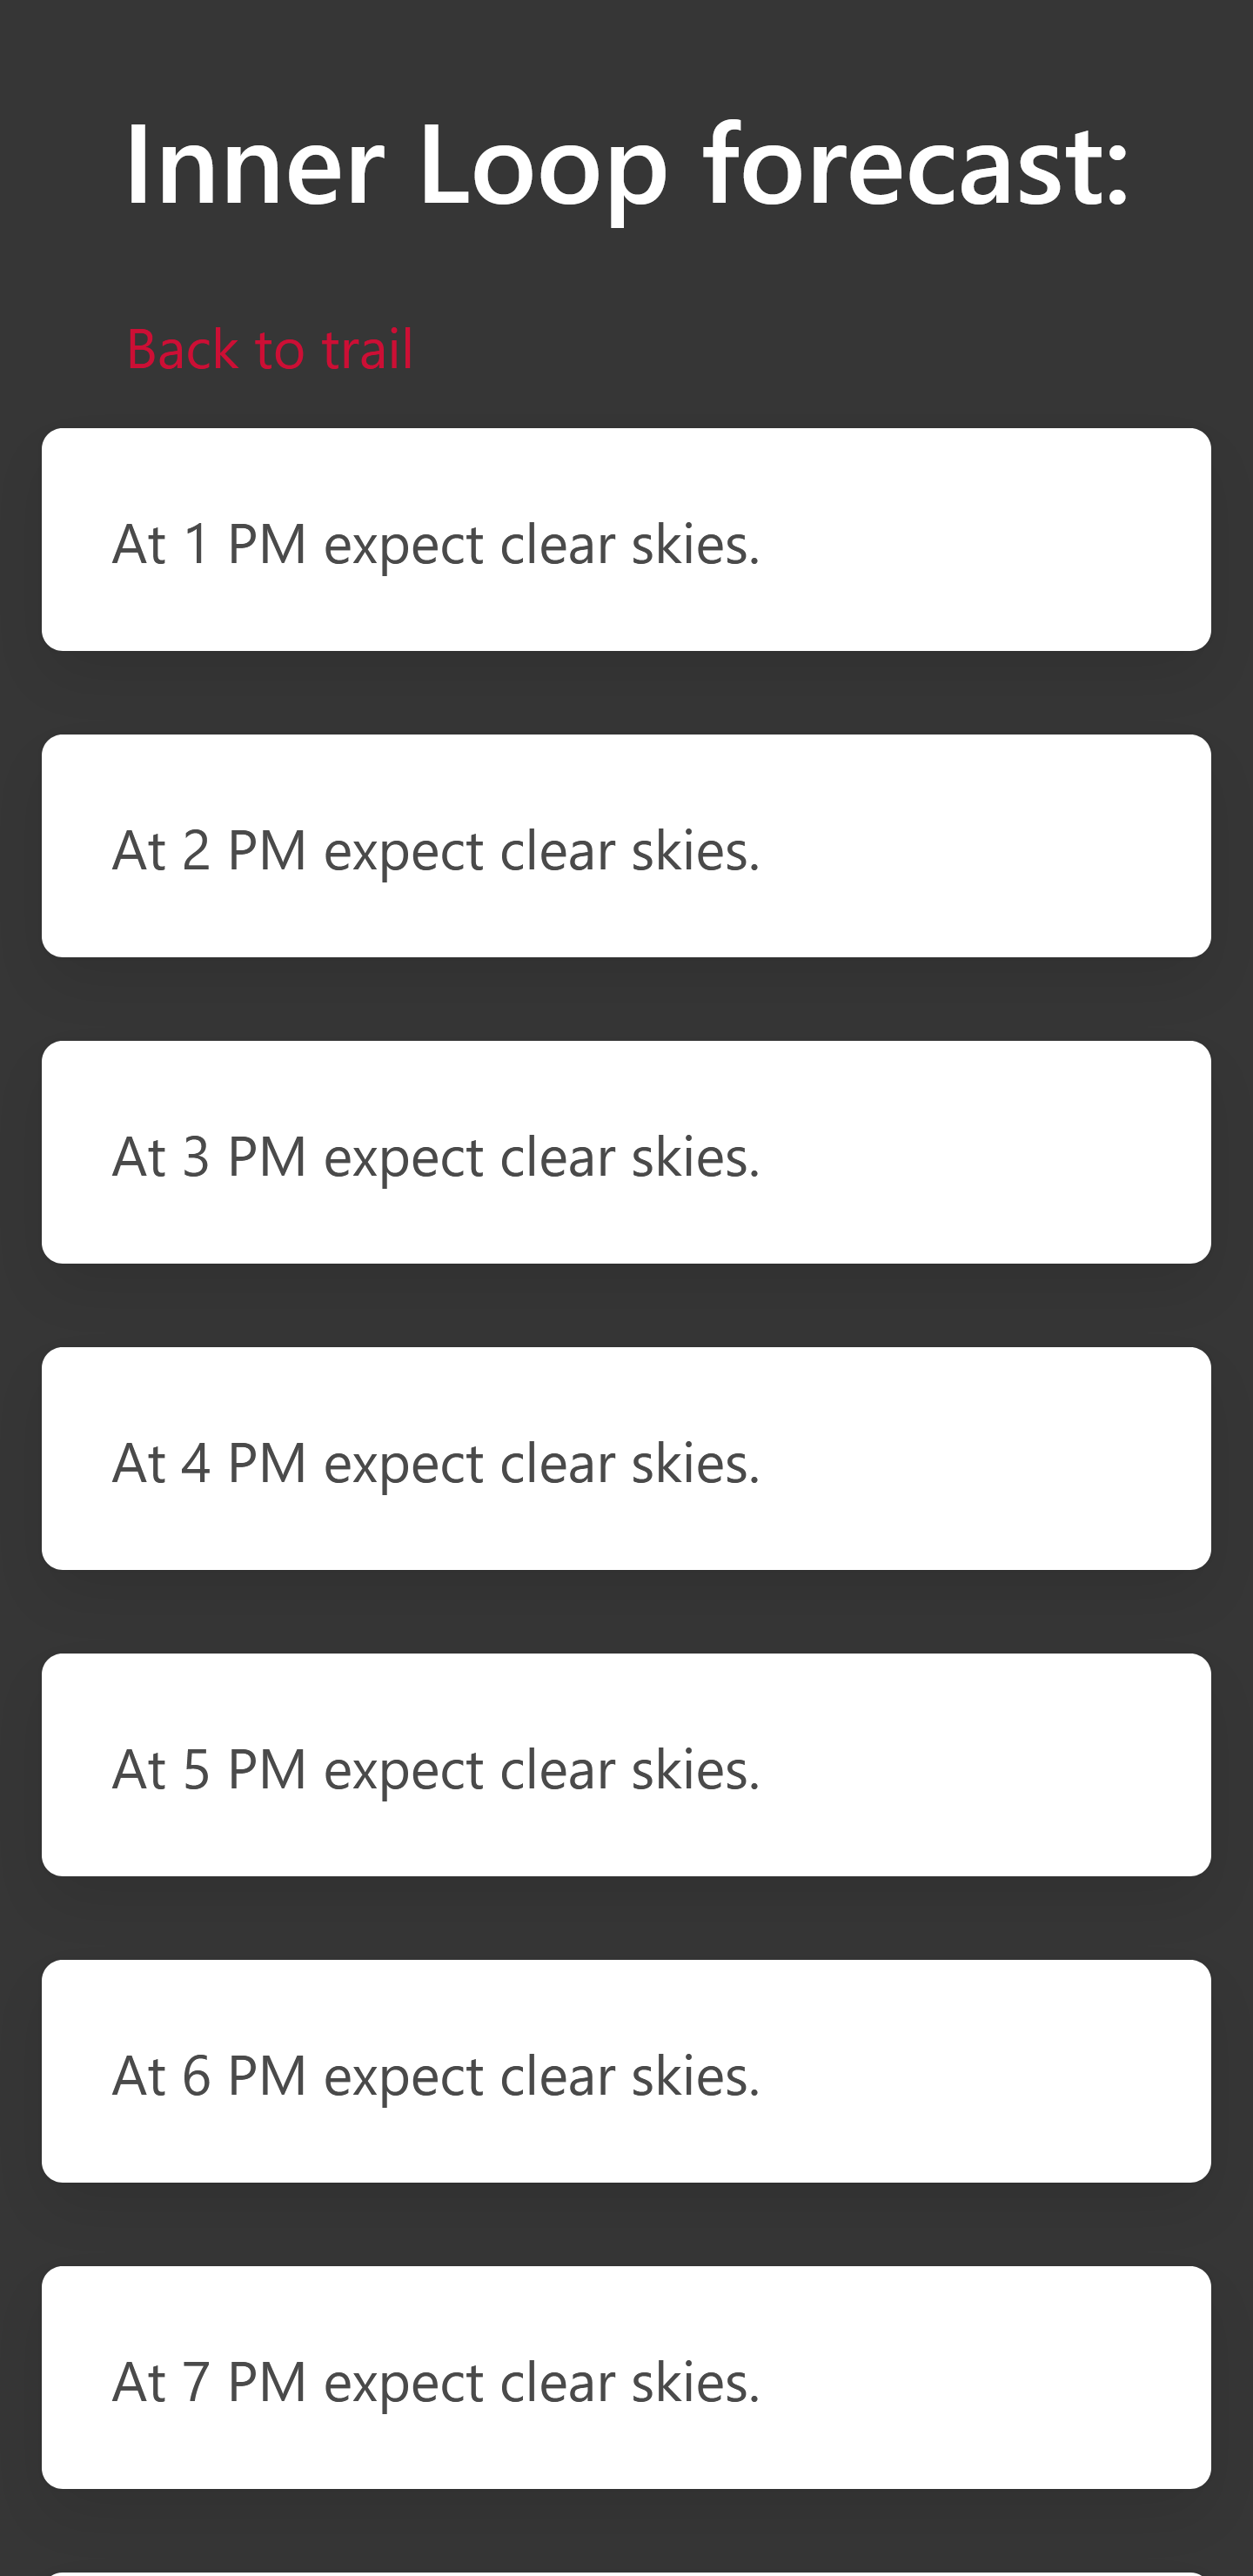 Inner Loop forecast:
Back to trail
At 1 PM expect clear skies.
At 2 PM expect clear skies.
At 3 PM expect clear skies.
At 4 PM expect clear skies.
At 5 PM expect clear skies.
At 6 PM expect clear skies.
At 7 PM expect clear skies.